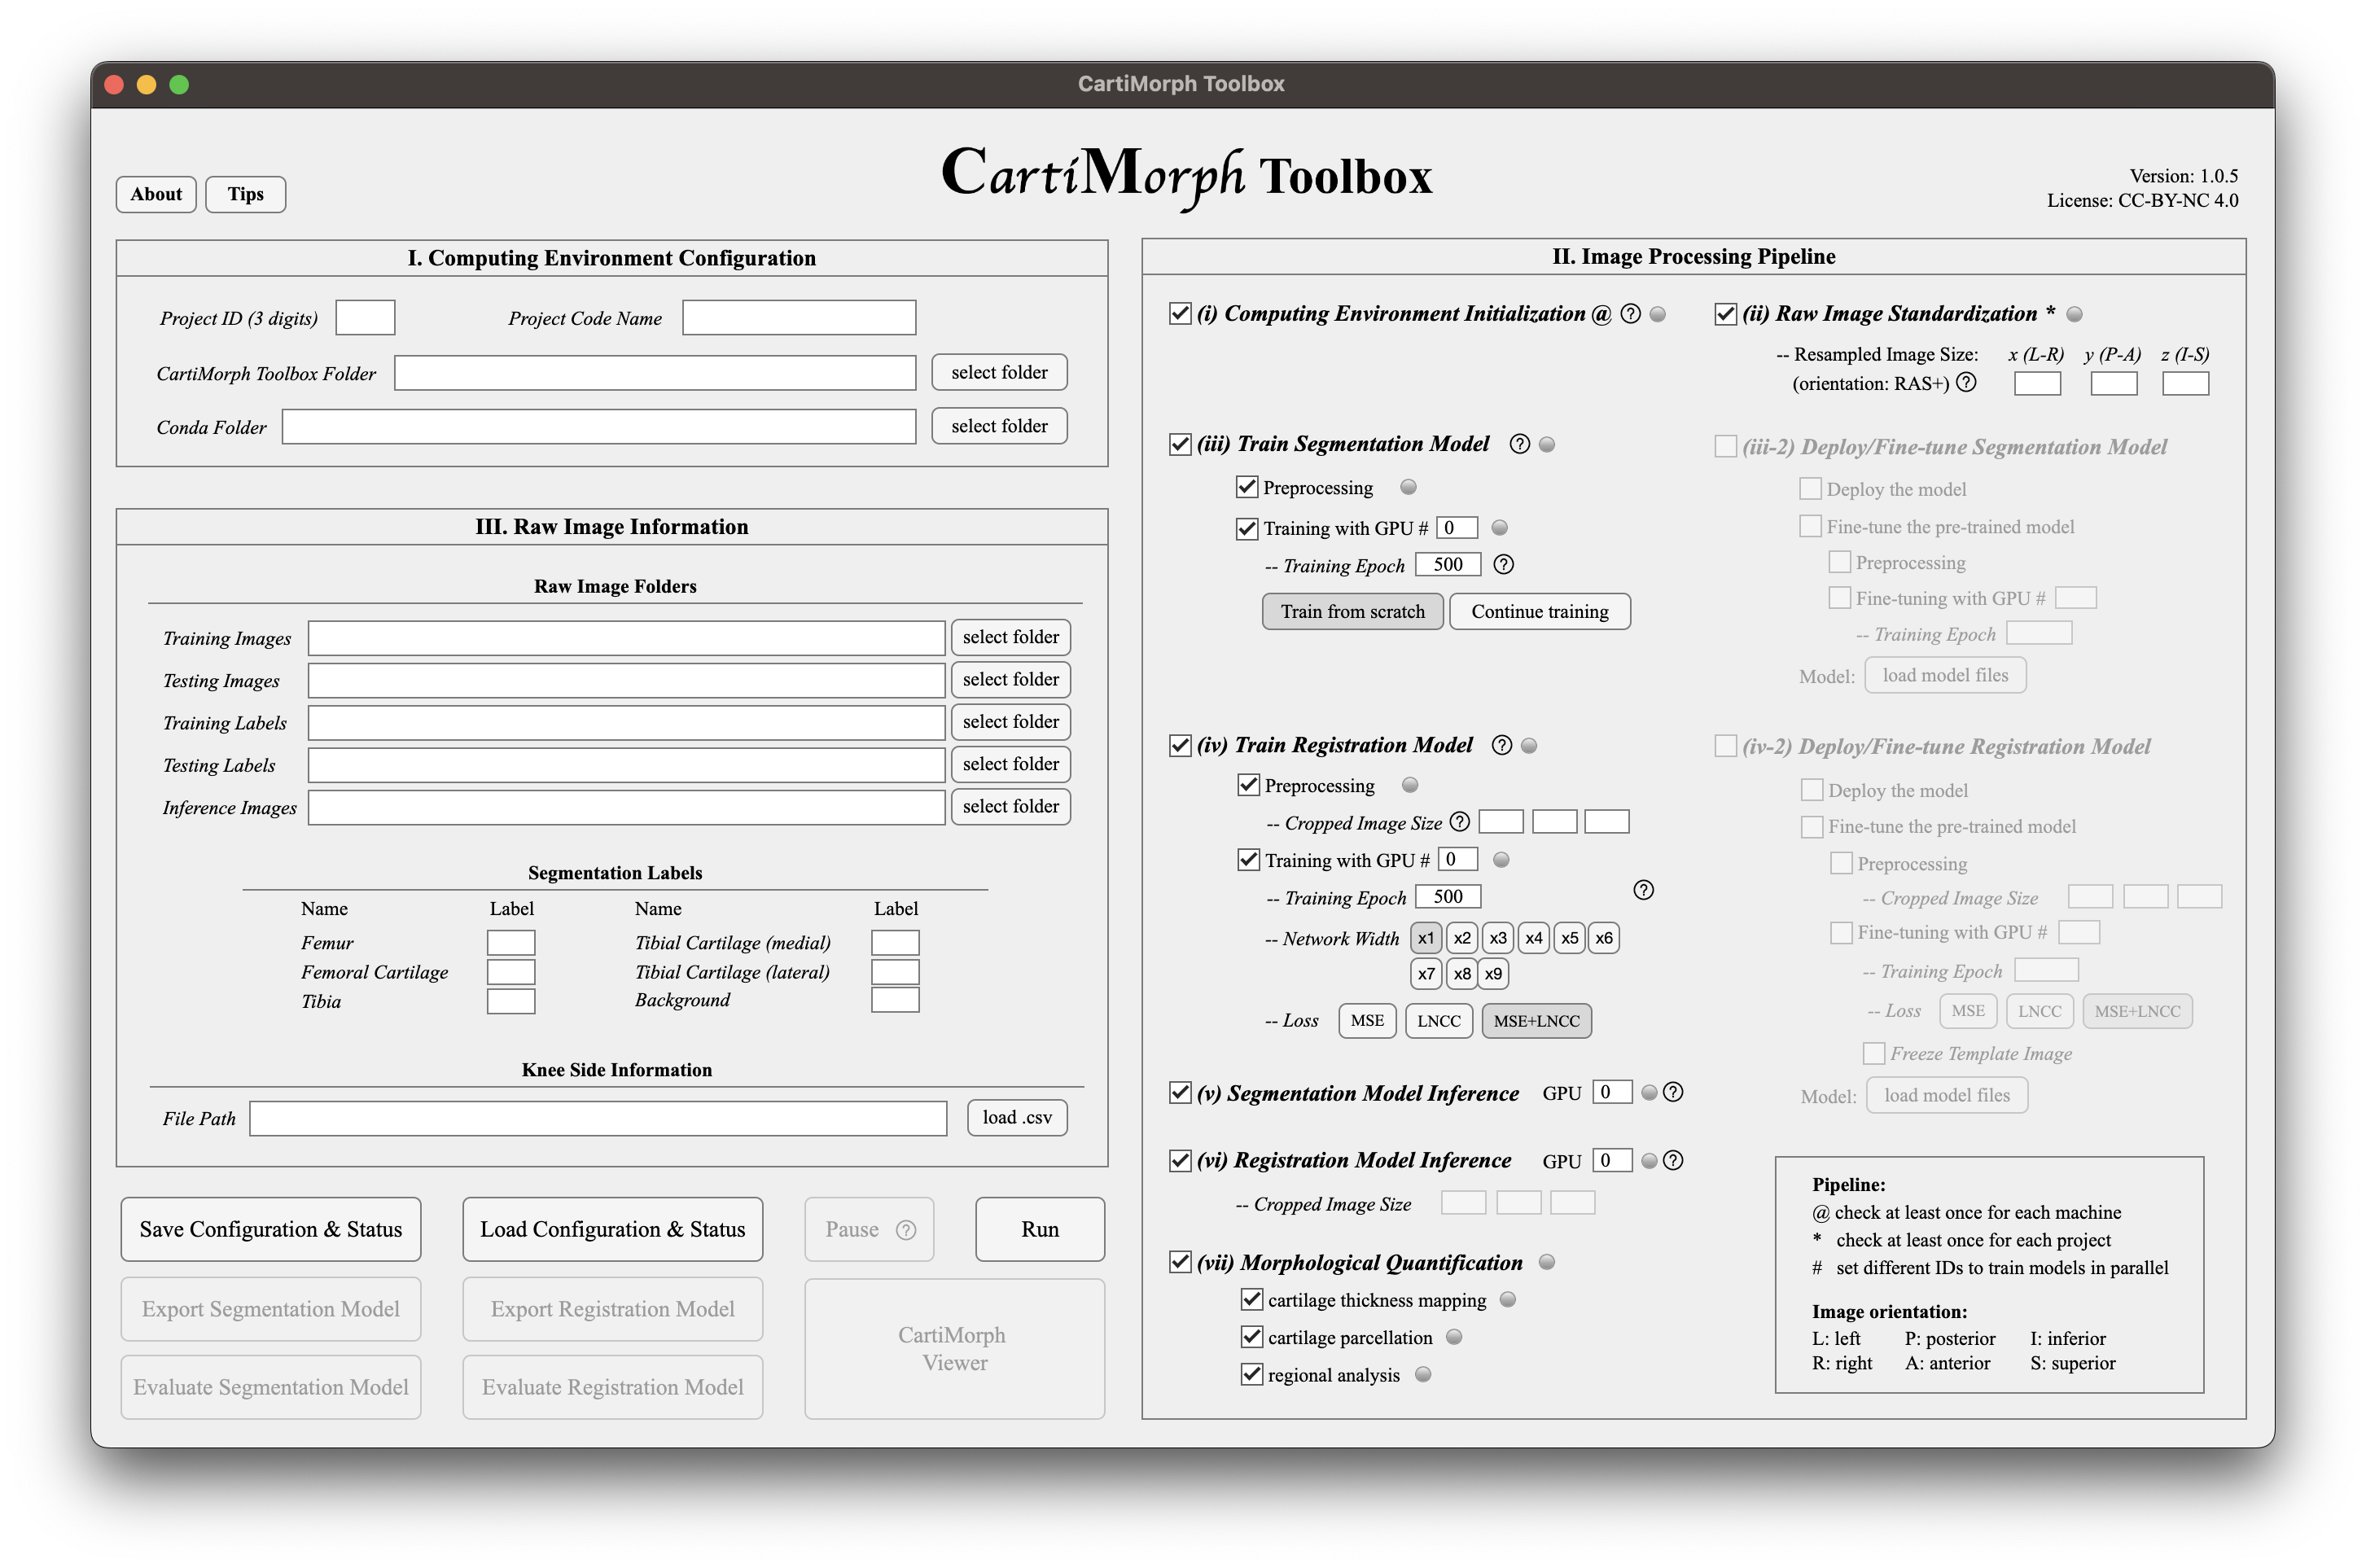 CartiMorph Toolbox
CartiMorph Toolbox
About
Tips
Version: 1.0.5
License: CC-BY-NC 4.0
I. Computing Environment Configuration
Project ID (3 digits)
Project Code Name
CartiMorph Toolbox Folder
select folder
Conda Folder
select folder
III. Raw Image Information
Raw Image Folders
Training Images
select folder
Testing Images
select folder
Training Labels
select folder
Testing Labels
select folder
Inference Images
select folder
Segmentation Labels
Name Label Name Label
Femur Tibial Cartilage (medial)
Femoral Cartilage Tibial Cartilage (lateral)
Tibia Background
Knee Side Information
File Path
load .csv
Save Configuration & Status
Load Configuration & Status
Pause ?
Run
Export Segmentation Model
Export Registration Model
CartiMorph
Viewer
Evaluate Segmentation Model
Evaluate Registration Model
II. Image Processing Pipeline
(i) Computing Environment Initialization @ ?
(ii) Raw Image Standardization *
-- Resampled Image Size: x (L-R) y (P-A) z (I-S)
(orientation: RAS+) ?
(iii) Train Segmentation Model ?
Preprocessing
Training with GPU # 0
-- Training Epoch 500 ?
Train from scratch
Continue training
(iii-2) Deploy/Fine-tune Segmentation Model
Deploy the model
Fine-tune the pre-trained model
Preprocessing
Fine-tuning with GPU #
-- Training Epoch
Model: load model files
(iv) Train Registration Model ?
Preprocessing
-- Cropped Image Size ?
Training with GPU # 0
-- Training Epoch 500 ?
-- Network Width x1 x2 x3 x4 x5 x6
x7 x8 x9
-- Loss MSE LNCC MSE+LNCC
(iv-2) Deploy/Fine-tune Registration Model
Deploy the model
Fine-tune the pre-trained model
Preprocessing
-- Cropped Image Size
Fine-tuning with GPU #
-- Training Epoch
-- Loss MSE LNCC MSE+LNCC
Freeze Template Image
Model: load model files
(v) Segmentation Model Inference GPU 0 ?
(vi) Registration Model Inference GPU 0 ?
-- Cropped Image Size
(vii) Morphological Quantification
cartilage thickness mapping
cartilage parcellation
regional analysis
Pipeline:
@ check at least once for each machine
* check at least once for each project
# set different IDs to train models in parallel
Image orientation:
L: left P: posterior I: inferior
R: right A: anterior S: superior